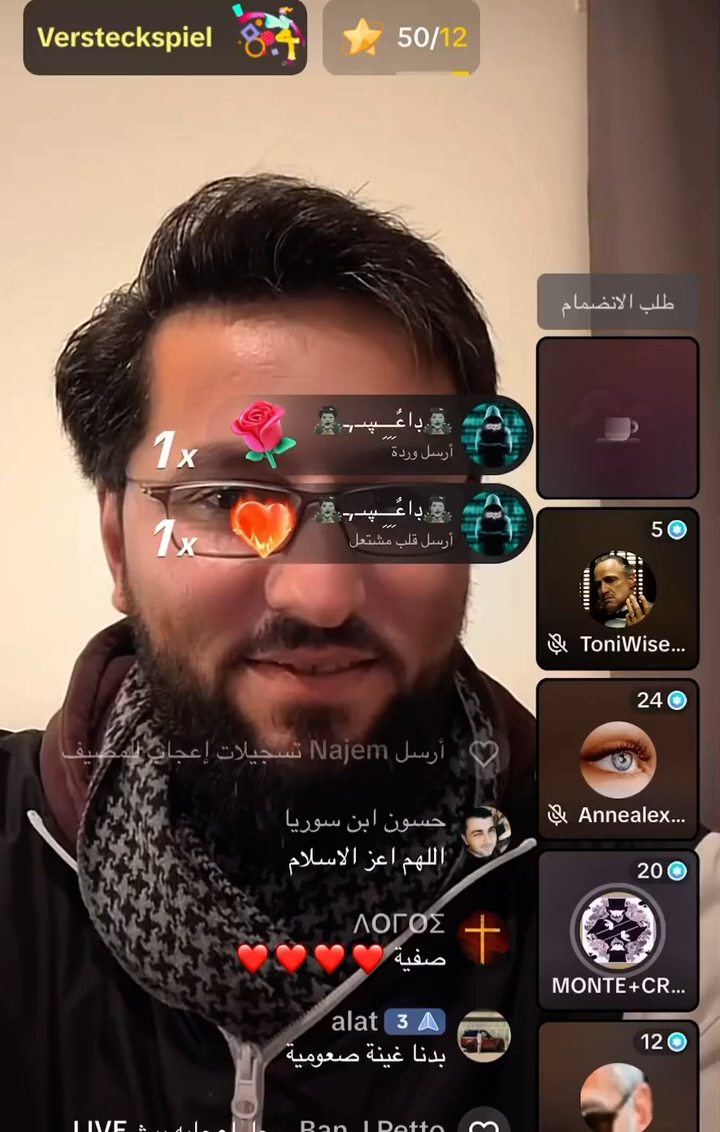 Versteckspiel
50/12
طلب الانضمام
1x
أرسل وردة
1x
أرسل قلب مشتعل
5
ToniWise...
24
Annealex...
أرسل Najem تسجيلات إعجاب للمضيف
حسون ابن سوريا
اللهم اعز الاسلام
20
MONTE+CR...
ΛΟΓΟΣ
صفية ❤️❤️❤️❤️
alat 3
بدنا غينة صعومية
12